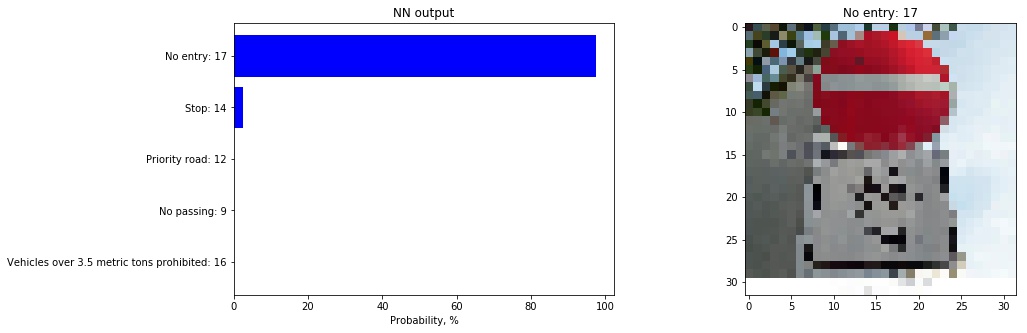 NN output
No entry: 17
Stop: 14
Priority road: 12
No passing: 9
Vehicles over 3.5 metric tons prohibited: 16
0 20 40 60 80 100
Probability, %
No entry: 17
0
5
10
15
20
25
30
0 5 10 15 20 25 30